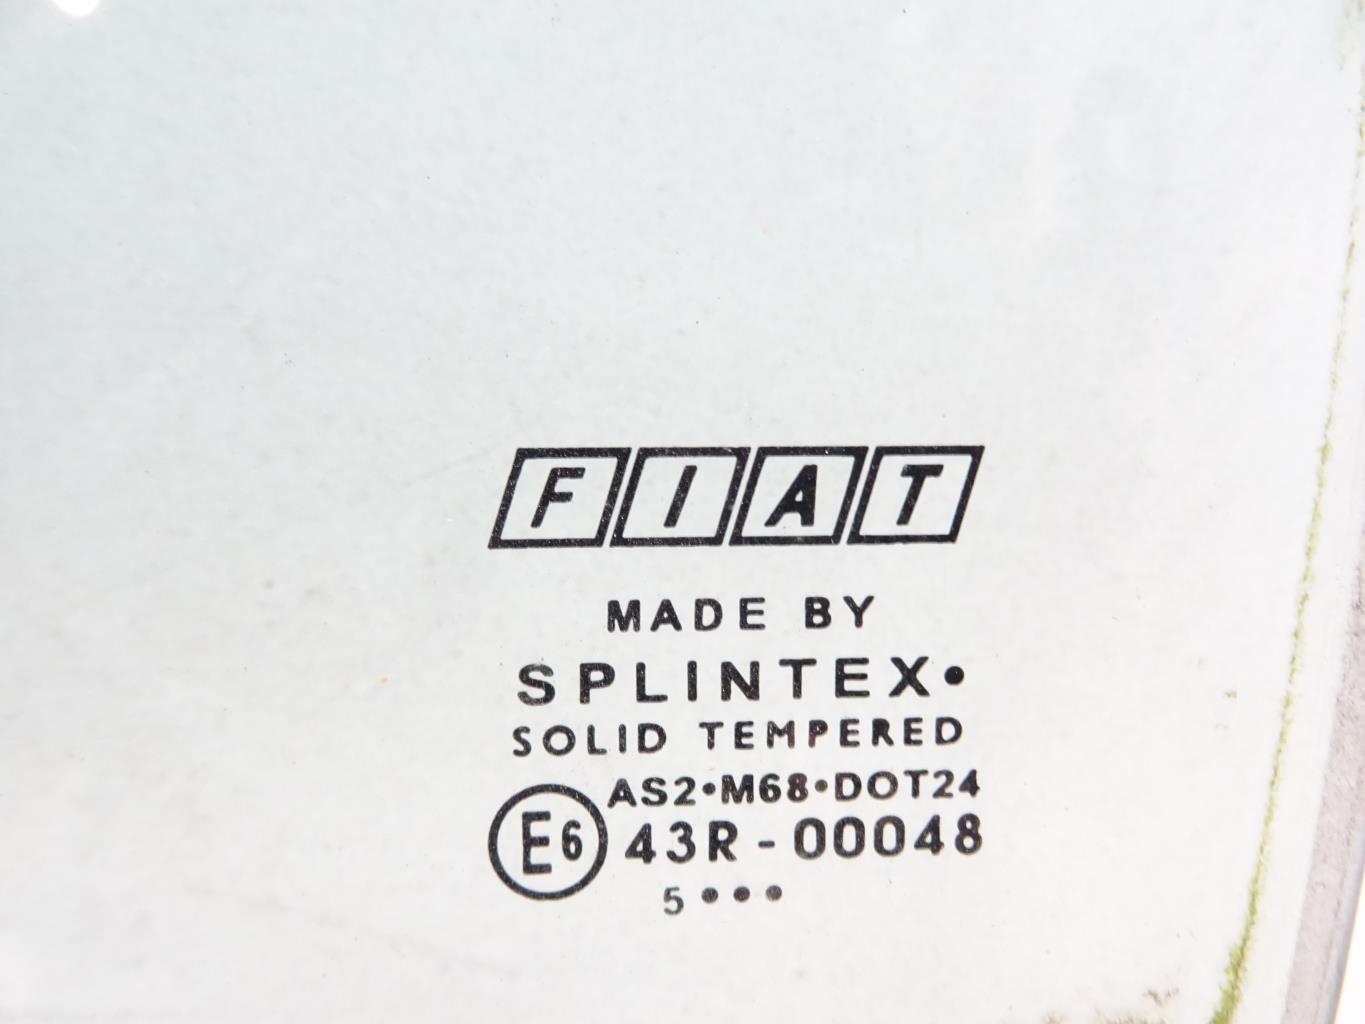 FIAT
MADE BY
SPLINTEX•
SOLID TEMPERED
AS2•M68•DOT24
E6 43R-00048
5•••